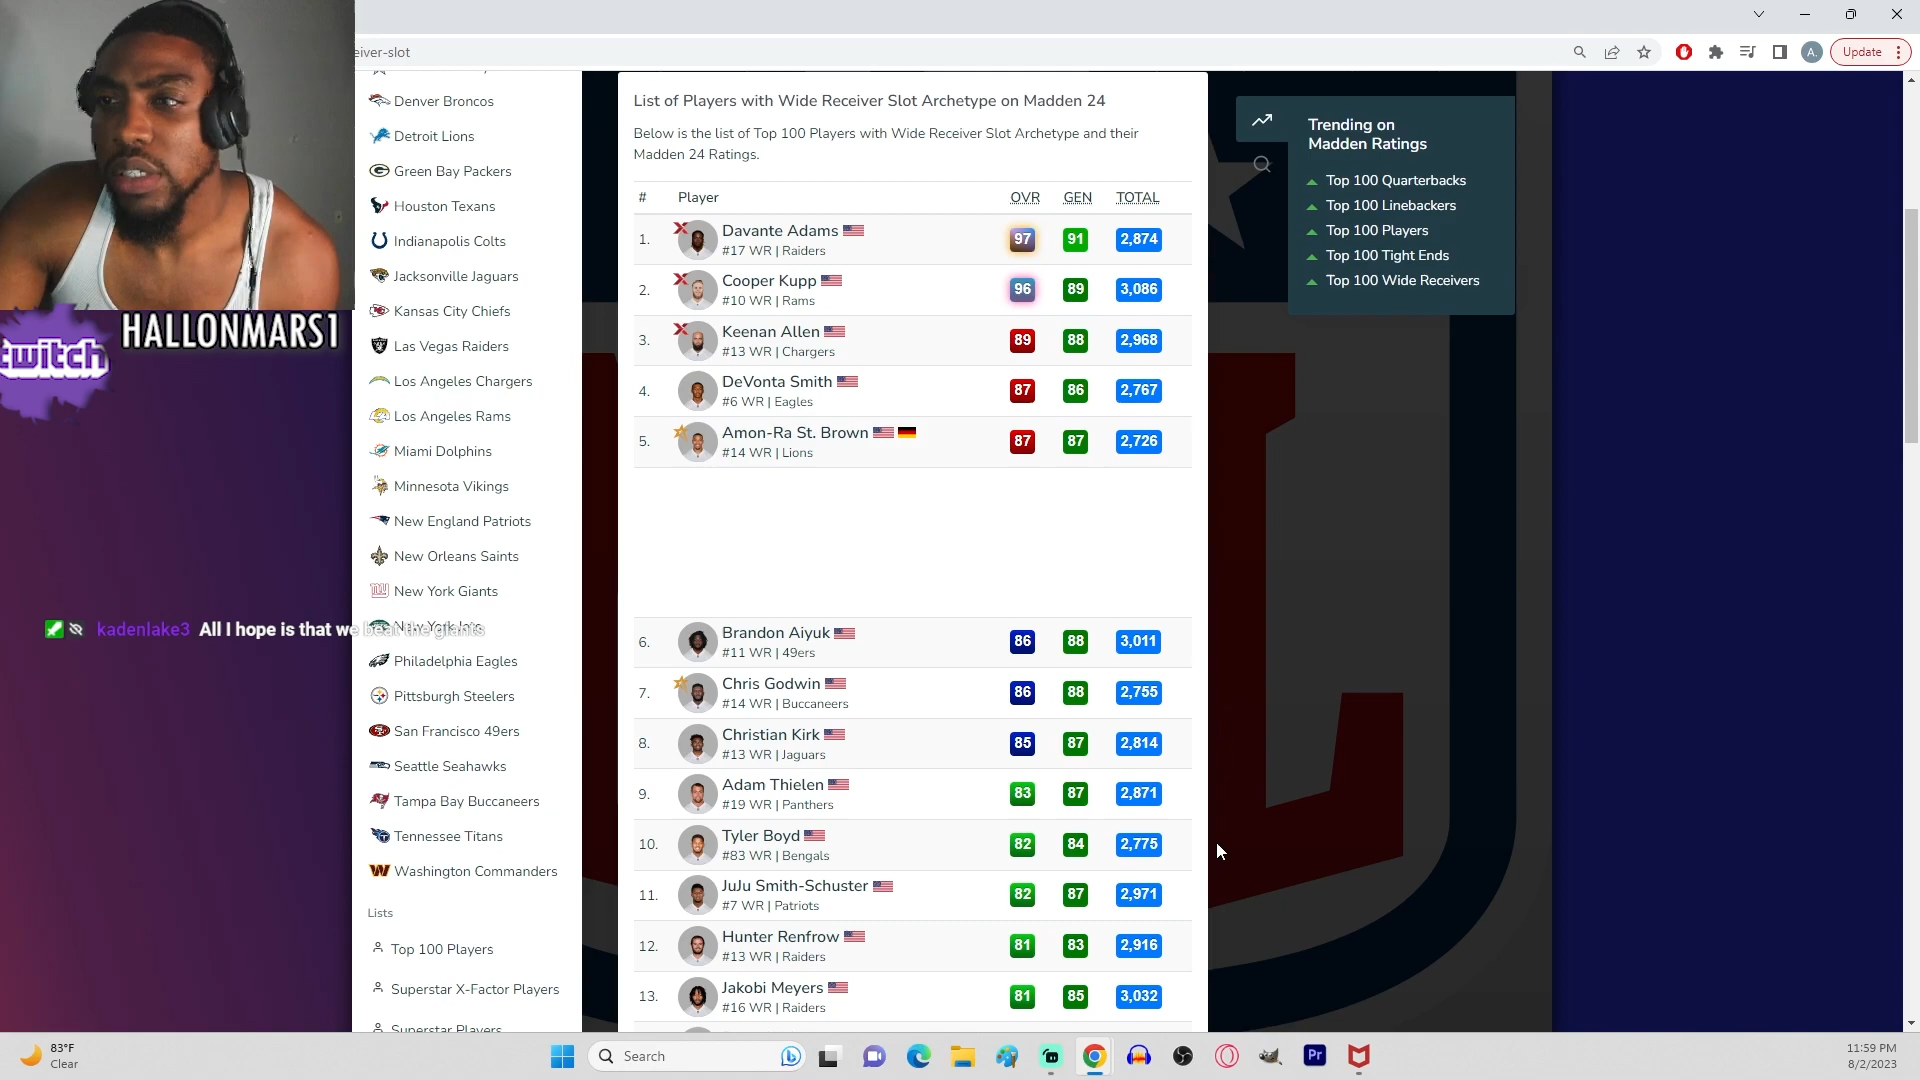 eiver-slot
Update
Denver Broncos
Detroit Lions
Green Bay Packers
Houston Texans
Indianapolis Colts
Jacksonville Jaguars
Kansas City Chiefs
Las Vegas Raiders
Los Angeles Chargers
Los Angeles Rams
Miami Dolphins
Minnesota Vikings
New England Patriots
New Orleans Saints
New York Giants
New York Jets
Philadelphia Eagles
Pittsburgh Steelers
San Francisco 49ers
Seattle Seahawks
Tampa Bay Buccaneers
Tennessee Titans
Washington Commanders
Lists
Top 100 Players
Superstar X-Factor Players
Superstar Players
twitch
HALLONMARS1
kadenlake3 All I hope is that we beat the giants
List of Players with Wide Receiver Slot Archetype on Madden 24
Below is the list of Top 100 Players with Wide Receiver Slot Archetype and their
Madden 24 Ratings.
# Player OVR GEN TOTAL
1. Davante Adams 97 91 2,874
#17 WR | Raiders
2. Cooper Kupp 96 89 3,086
#10 WR | Rams
3. Keenan Allen 89 88 2,968
#13 WR | Chargers
4. DeVonta Smith 87 86 2,767
#6 WR | Eagles
5. Amon-Ra St. Brown 87 87 2,726
#14 WR | Lions
6. Brandon Aiyuk 86 88 3,011
#11 WR | 49ers
7. Chris Godwin 86 88 2,755
#14 WR | Buccaneers
8. Christian Kirk 85 87 2,814
#13 WR | Jaguars
9. Adam Thielen 83 87 2,871
#19 WR | Panthers
10. Tyler Boyd 82 84 2,775
#83 WR | Bengals
11. JuJu Smith-Schuster 82 87 2,971
#7 WR | Patriots
12. Hunter Renfrow 81 83 2,916
#13 WR | Raiders
13. Jakobi Meyers 81 85 3,032
#16 WR | Raiders
Trending on
Madden Ratings
Top 100 Quarterbacks
Top 100 Linebackers
Top 100 Players
Top 100 Tight Ends
Top 100 Wide Receivers
83°F
Clear
Search
Pr
11:59 PM
8/2/2023